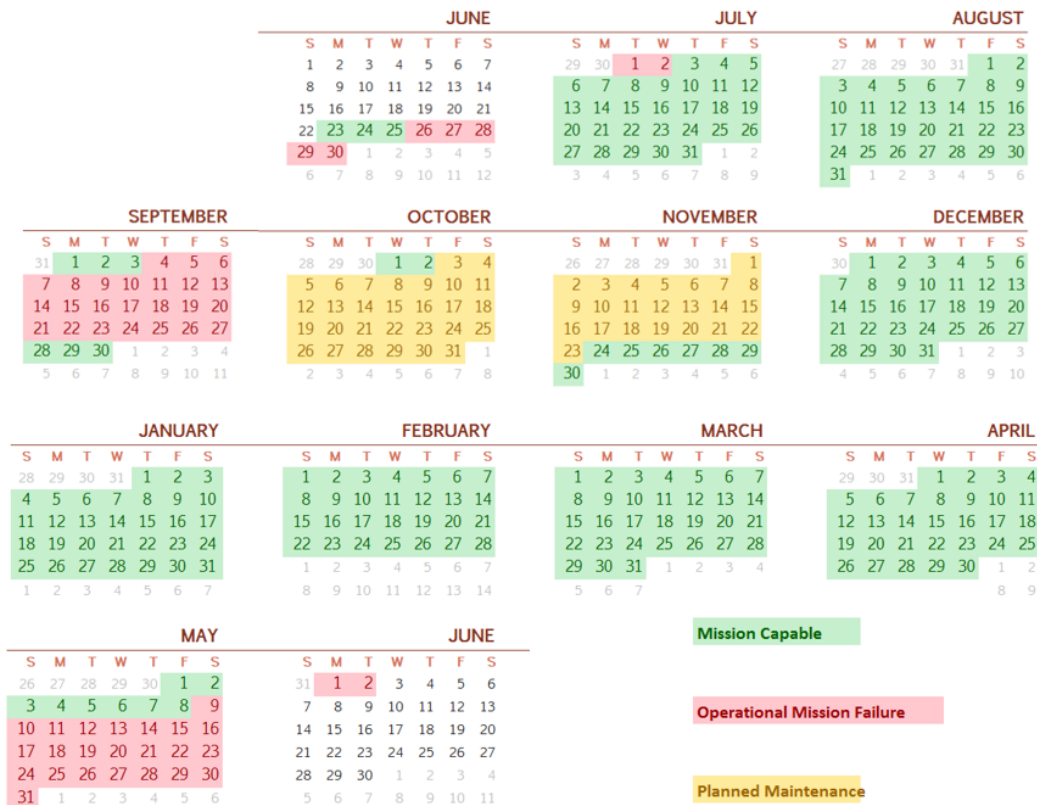 JUNE JULY AUGUST
S M T W T F S S M T W T F S S M T W T F S
1 2 3 4 5 6 7 29 30 1 2 3 4 5 27 28 29 30 31 1 2
8 9 10 11 12 13 14 6 7 8 9 10 11 12 3 4 5 6 7 8 9
15 16 17 18 19 20 21 13 14 15 16 17 18 19 10 11 12 13 14 15 16
22 23 24 25 26 27 28 20 21 22 23 24 25 26 17 18 19 20 21 22 23
29 30 1 2 3 4 5 27 28 29 30 31 1 2 24 25 26 27 28 29 30
6 7 8 9 10 11 12 3 4 5 6 7 8 9 31 1 2 3 4 5 6
SEPTEMBER OCTOBER NOVEMBER DECEMBER
S M T W T F S S M T W T F S S M T W T F S S M T W T F S
31 1 2 3 4 5 6 28 29 30 1 2 3 4 26 27 28 29 30 31 1 30 1 2 3 4 5 6
7 8 9 10 11 12 13 5 6 7 8 9 10 11 2 3 4 5 6 7 8 7 8 9 10 11 12 13
14 15 16 17 18 19 20 12 13 14 15 16 17 18 9 10 11 12 13 14 15 14 15 16 17 18 19 20
21 22 23 24 25 26 27 19 20 21 22 23 24 25 16 17 18 19 20 21 22 21 22 23 24 25 26 27
28 29 30 1 2 3 4 26 27 28 29 30 31 1 23 24 25 26 27 28 29 28 29 30 31 1 2 3
5 6 7 8 9 10 11 2 3 4 5 6 7 8 30 1 2 3 4 5 6 4 5 6 7 8 9 10
JANUARY FEBRUARY MARCH APRIL
S M T W T F S S M T W T F S S M T W T F S S M T W T F S
28 29 30 31 1 2 3 1 2 3 4 5 6 7 1 2 3 4 5 6 7 29 30 31 1 2 3 4
4 5 6 7 8 9 10 8 9 10 11 12 13 14 8 9 10 11 12 13 14 5 6 7 8 9 10 11
11 12 13 14 15 16 17 15 16 17 18 19 20 21 15 16 17 18 19 20 21 12 13 14 15 16 17 18
18 19 20 21 22 23 24 22 23 24 25 26 27 28 22 23 24 25 26 27 28 19 20 21 22 23 24 25
25 26 27 28 29 30 31 1 2 3 4 5 6 7 29 30 31 1 2 3 4 26 27 28 29 30 1 2
1 2 3 4 5 6 7 8 9 10 11 12 13 14 5 6 7 8 9
MAY JUNE
S M T W T F S S M T W T F S
26 27 28 29 30 1 2 31 1 2 3 4 5 6
3 4 5 6 7 8 9 7 8 9 10 11 12 13
10 11 12 13 14 15 16 14 15 16 17 18 19 20
17 18 19 20 21 22 23 21 22 23 24 25 26 27
24 25 26 27 28 29 30 28 29 30 1 2 3 4
31 1 2 3 4 5 6 5 6 7 8 9 10 11
Mission Capable
Operational Mission Failure
Planned Maintenance